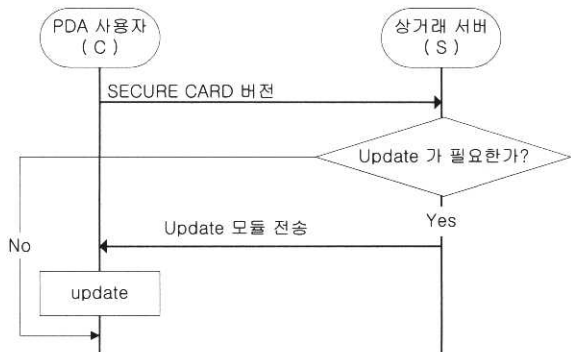 PDA 사용자
( C )
상거래 서버
( S )
SECURE CARD 버전
Update 가 필요한가?
Yes
Update 모듈 전송
No
update